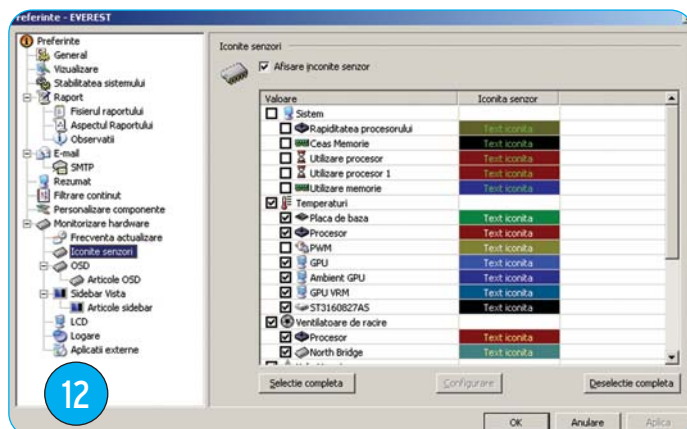 Preferinte - EVEREST
Preferinte
General
Vizualizare
Stabilitatea sistemului
Raport
Fisierul raportului
Aspectul Raportului
Observatii
E-mail
SMTP
Rezumat
Filtrare continut
Personalizare componente
Monitorizare hardware
Frecventa actualizare
Iconite senzori
OSD
Articole OSD
Sidebar Vista
Articole sidebar
LCD
Logare
Aplicatii externe
12
Iconite senzori
Afisare inconite senzor
Valoare Iconita senzor
Sistem
Rapiditatea procesorului Text iconita
Ceas Memorie Text iconita
Utilizare procesor Text iconita
Utilizare procesor 1 Text iconita
Utilizare memorie Text iconita
Temperaturi
Placa de baza Text iconita
Procesor Text iconita
PWM Text iconita
GPU Text iconita
Ambient GPU Text iconita
GPU VRM Text iconita
ST3160827AS Text iconita
Ventilatoare de racire
Procesor Text iconita
North Bridge Text iconita
Selectie completa Configurare Deselectie completa
OK Anulare Aplica